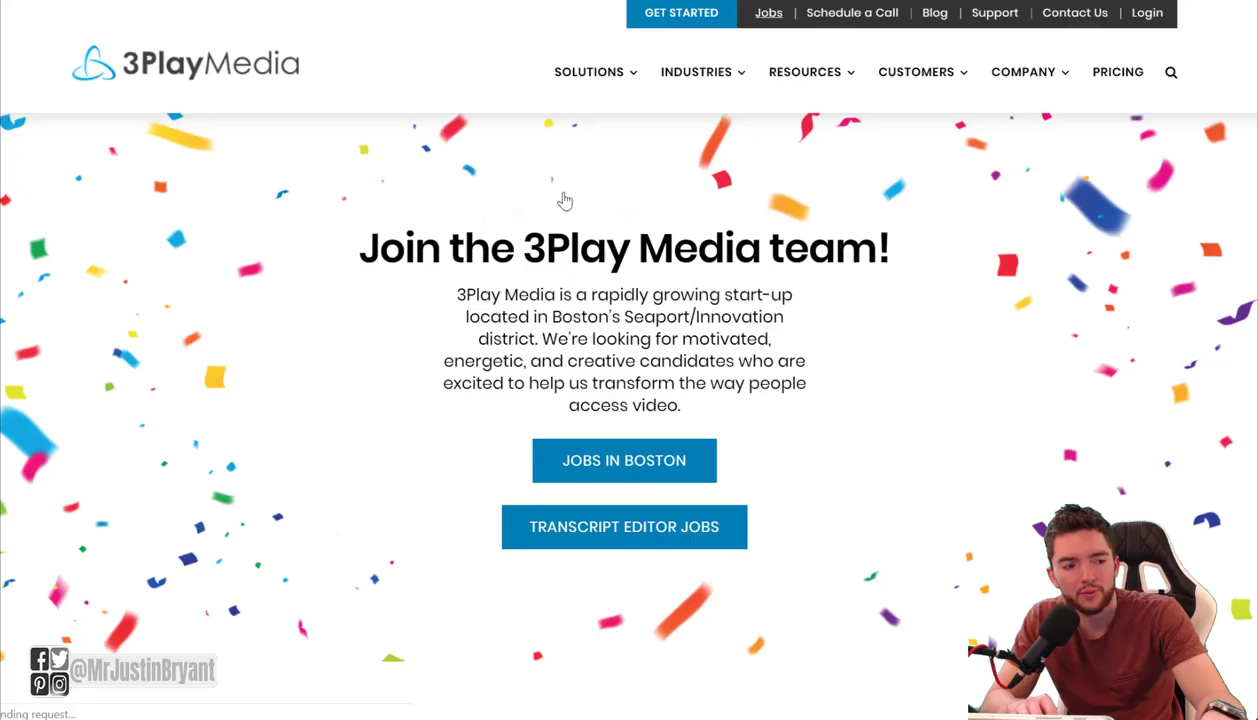 GET STARTED
Jobs | Schedule a Call | Blog | Support | Contact Us | Login
3PlayMedia
SOLUTIONS INDUSTRIES RESOURCES CUSTOMERS COMPANY PRICING
Join the 3Play Media team!
3Play Media is a rapidly growing start-up
located in Boston's Seaport/Innovation
district. We're looking for motivated,
energetic, and creative candidates who are
excited to help us transform the way people
access video.
JOBS IN BOSTON
TRANSCRIPT EDITOR JOBS
@MrJustinBryant
nding request...